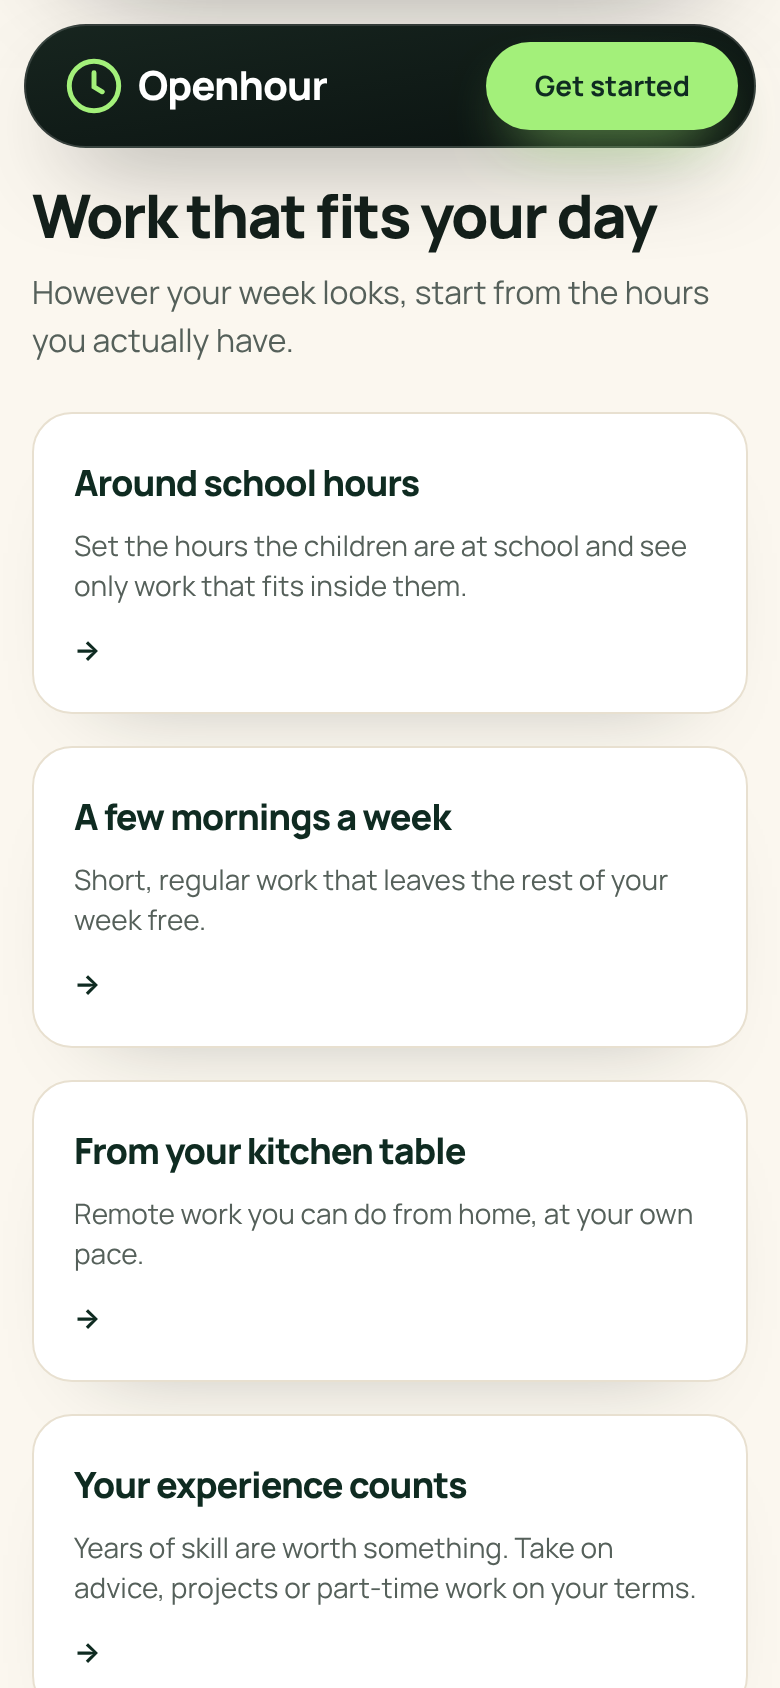 Openhour
Get started
Work that fits your day
However your week looks, start from the hours
you actually have.
Around school hours
Set the hours the children are at school and see
only work that fits inside them.
→
A few mornings a week
Short, regular work that leaves the rest of your
week free.
→
From your kitchen table
Remote work you can do from home, at your own
pace.
→
Your experience counts
Years of skill are worth something. Take on
advice, projects or part-time work on your terms.
→